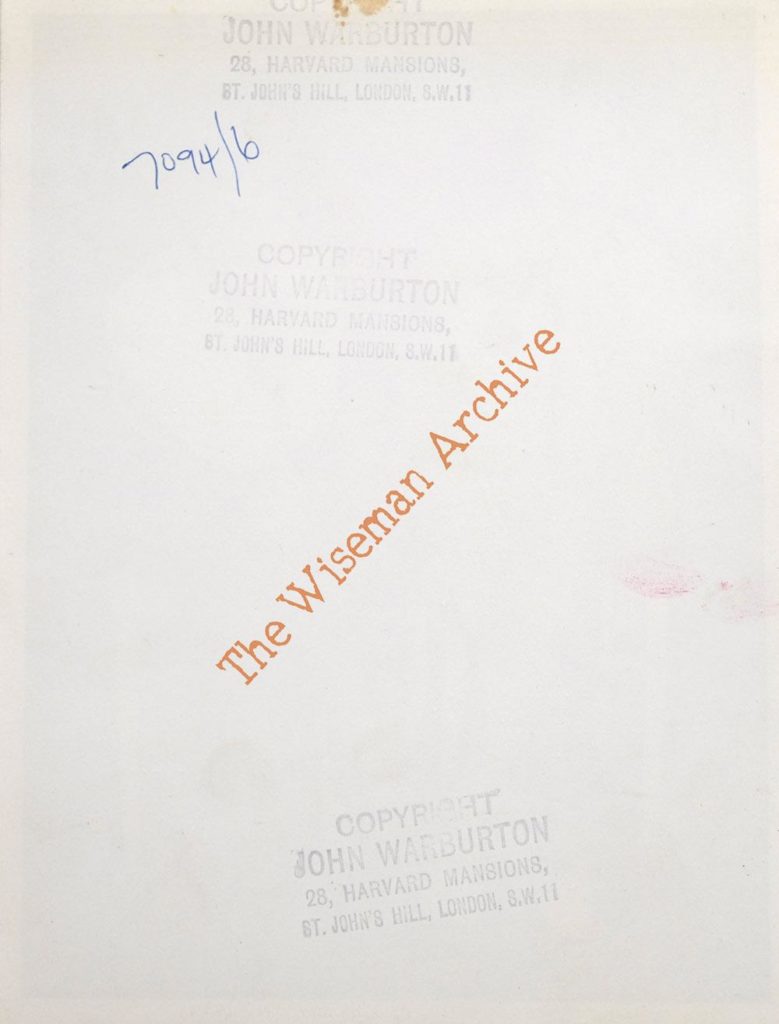 COPYRIGHT
JOHN WARBURTON
28, HARVARD MANSIONS,
ST. JOHN'S HILL, LONDON, S.W.11
7094/6
COPYRIGHT
JOHN WARBURTON
28, HARVARD MANSIONS,
ST. JOHN'S HILL, LONDON, S.W.11
The Wiseman Archive
COPYRIGHT
JOHN WARBURTON
28, HARVARD MANSIONS,
ST. JOHN'S HILL, LONDON, S.W.11